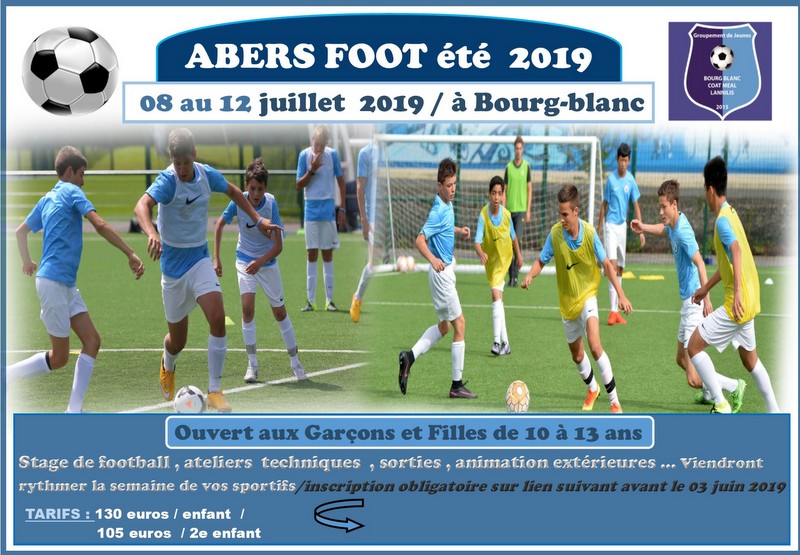 ABERS FOOT été 2019
08 au 12 juillet 2019 / à Bourg-blanc
Groupement de Jeunes
BOURG BLANC
COAT MEAL
LANNILIS
2013
Ouvert aux Garçons et Filles de 10 à 13 ans
Stage de football , ateliers techniques , sorties , animation extérieures ... Viendront
rythmer la semaine de vos sportifs/inscription obligatoire sur lien suivant avant le 03 juin 2019
TARIFS : 130 euros / enfant /
105 euros / 2e enfant